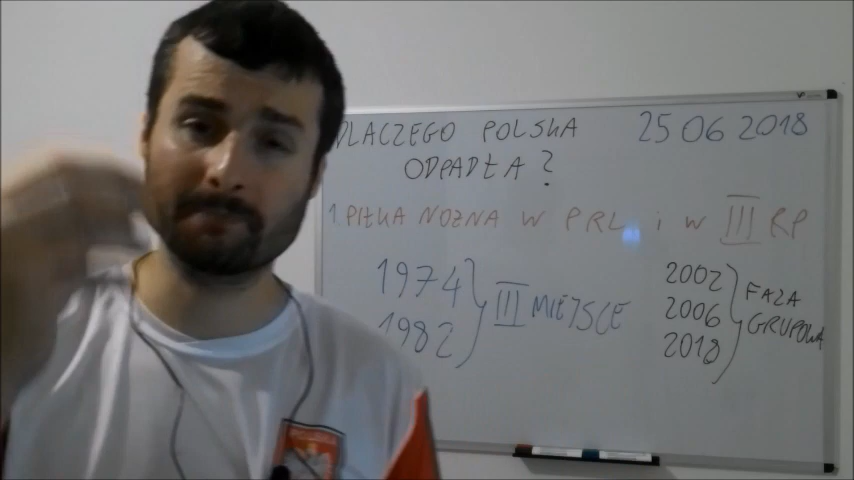 DLACZEGO POLSKA 25 06 2018
ODPADŁA?
1 PIŁKA NOŻNA W PRL i W III RP
1974
1982
III MIEJSCE
2002
2006
2018
FAZA
GRUPOWA